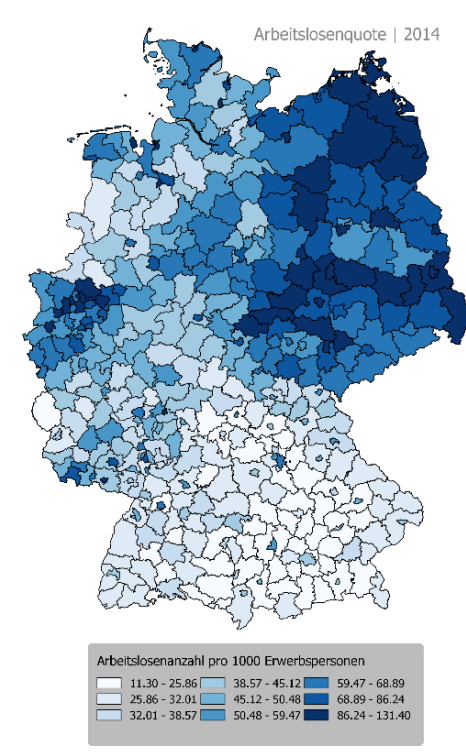 Arbeitslosenquote | 2014
Arbeitslosenanzahl pro 1000 Erwerbspersonen
11.30 - 25.86 38.57 - 45.12 59.47 - 68.89
25.86 - 32.01 45.12 - 50.48 68.89 - 86.24
32.01 - 38.57 50.48 - 59.47 86.24 - 131.40